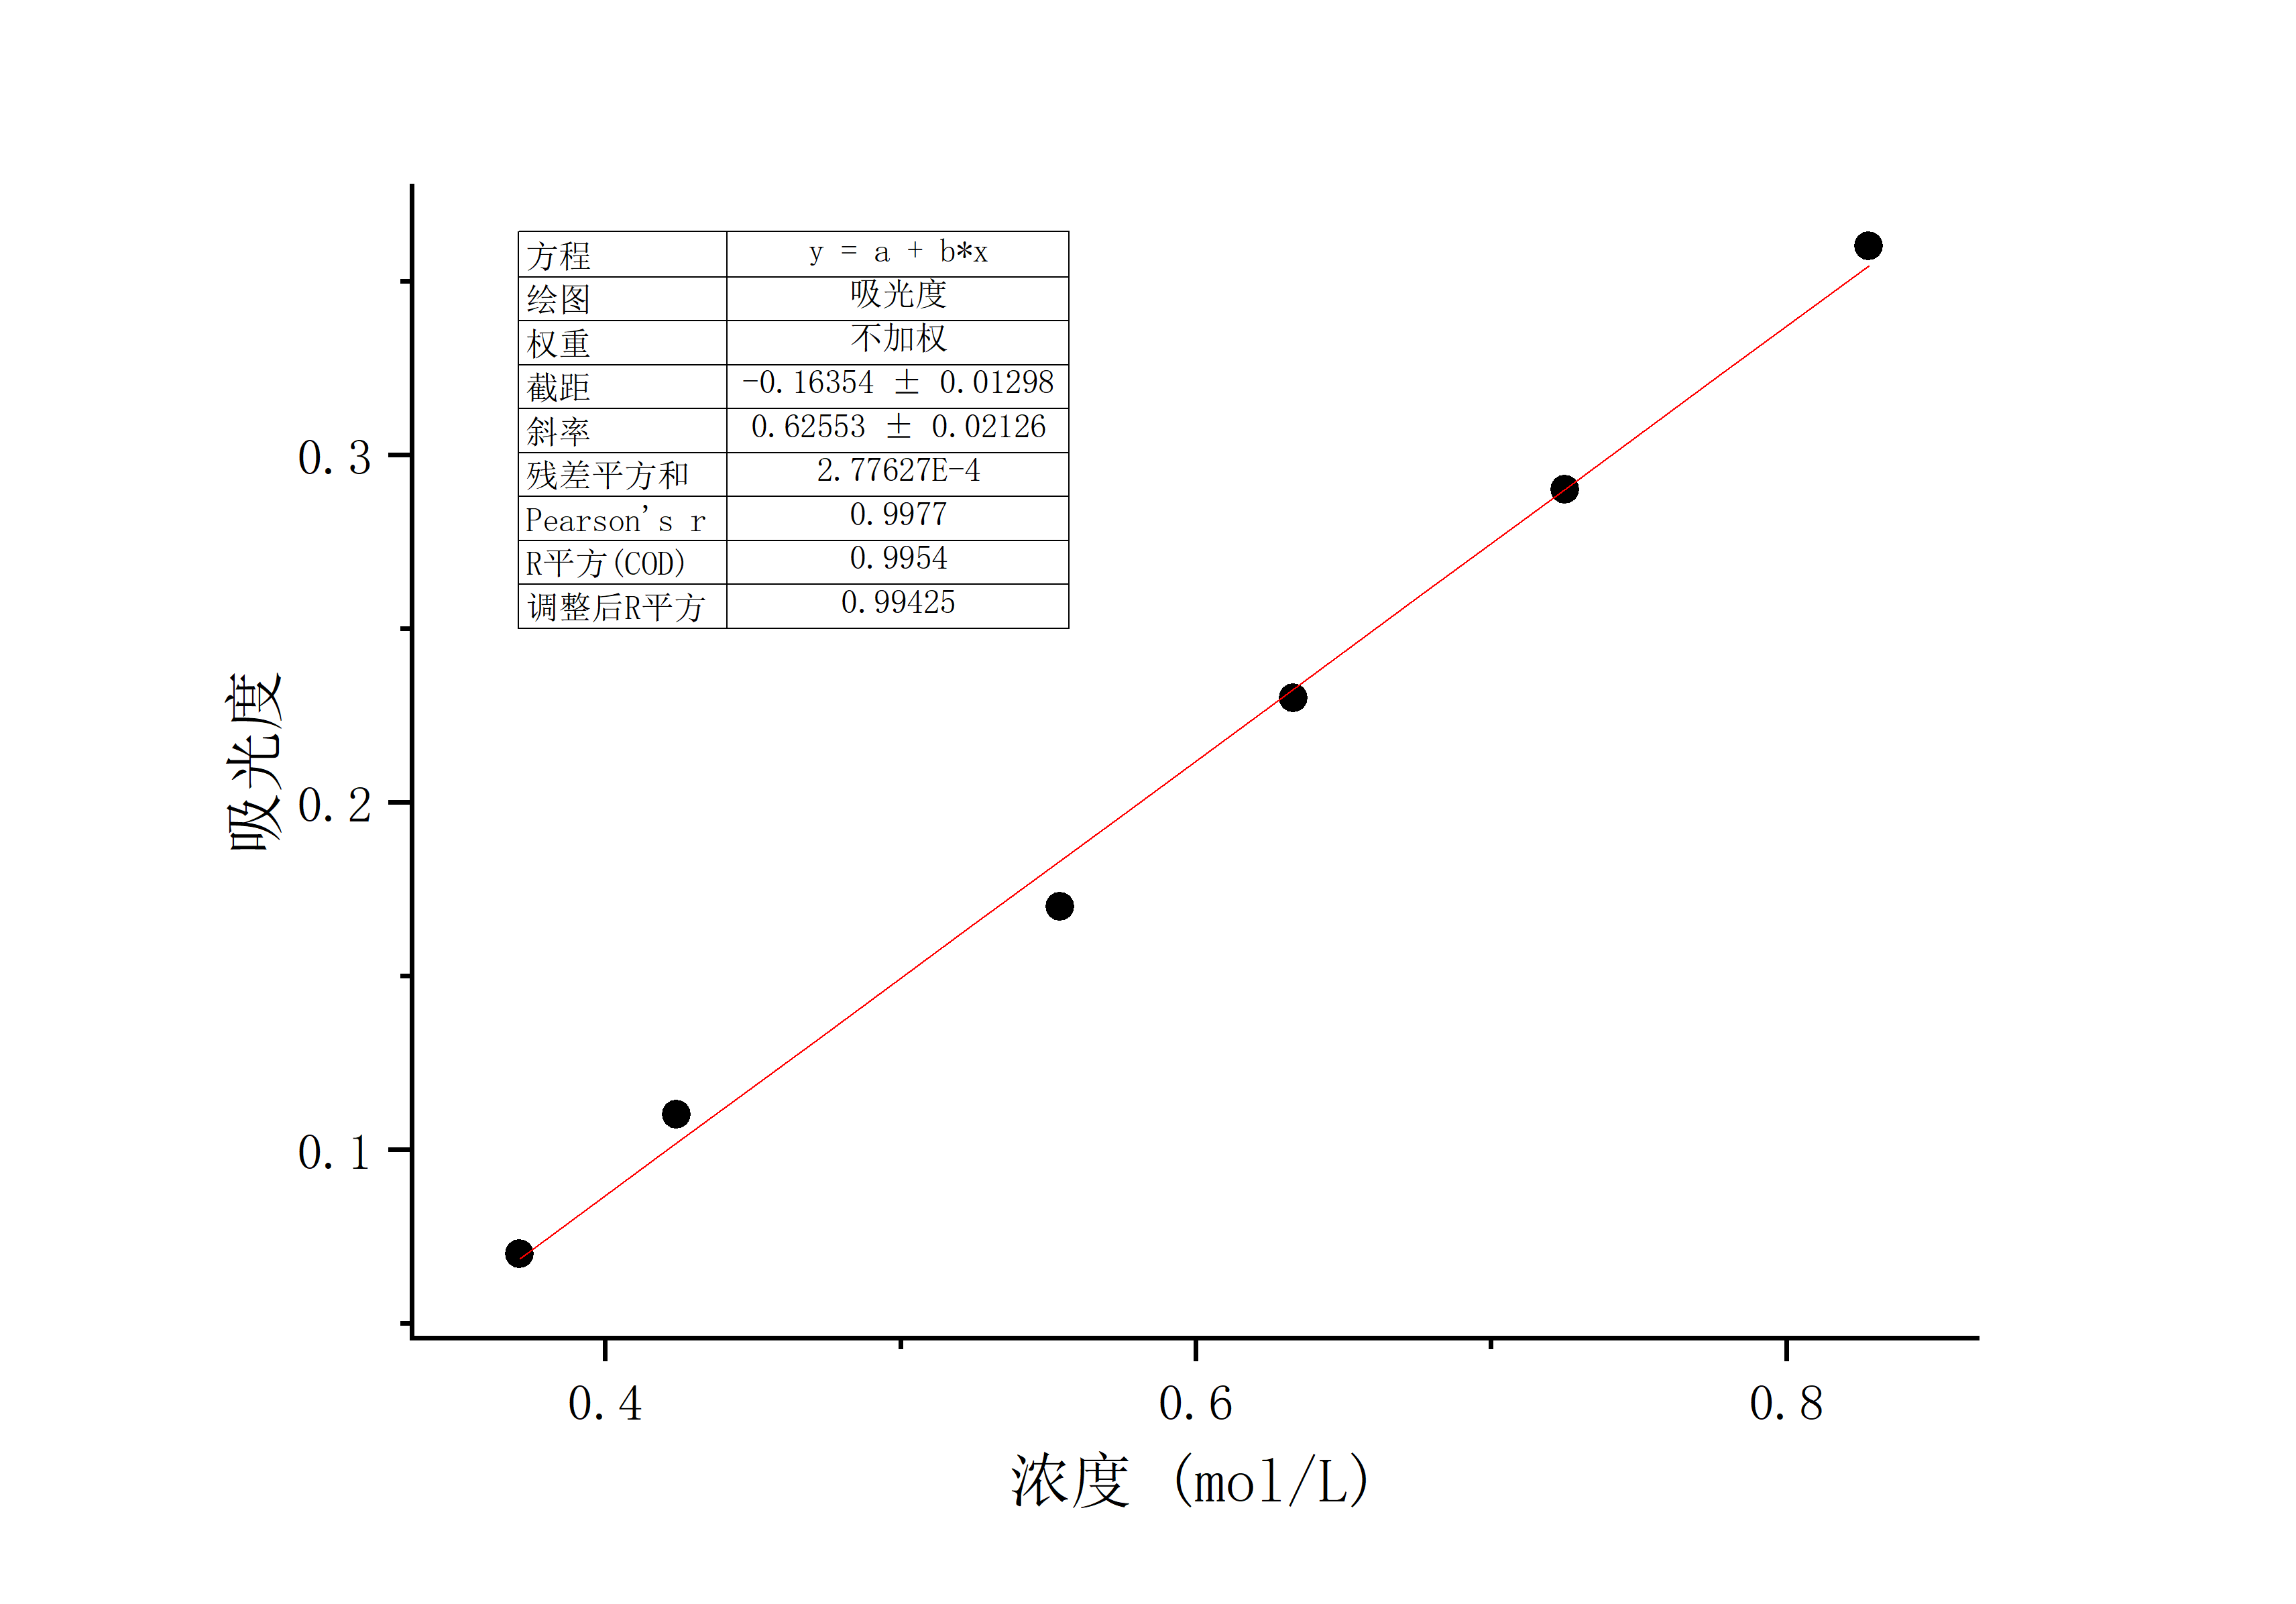 方程 y = a + b*x
绘图 吸光度
权重 不加权
截距 -0.16354 ± 0.01298
斜率 0.62553 ± 0.02126
残差平方和 2.77627E-4
Pearson's r 0.9977
R平方(COD) 0.9954
调整后R平方 0.99425
0.3
0.2
0.1
吸光度
0.4 0.6 0.8
浓度 (mol/L)